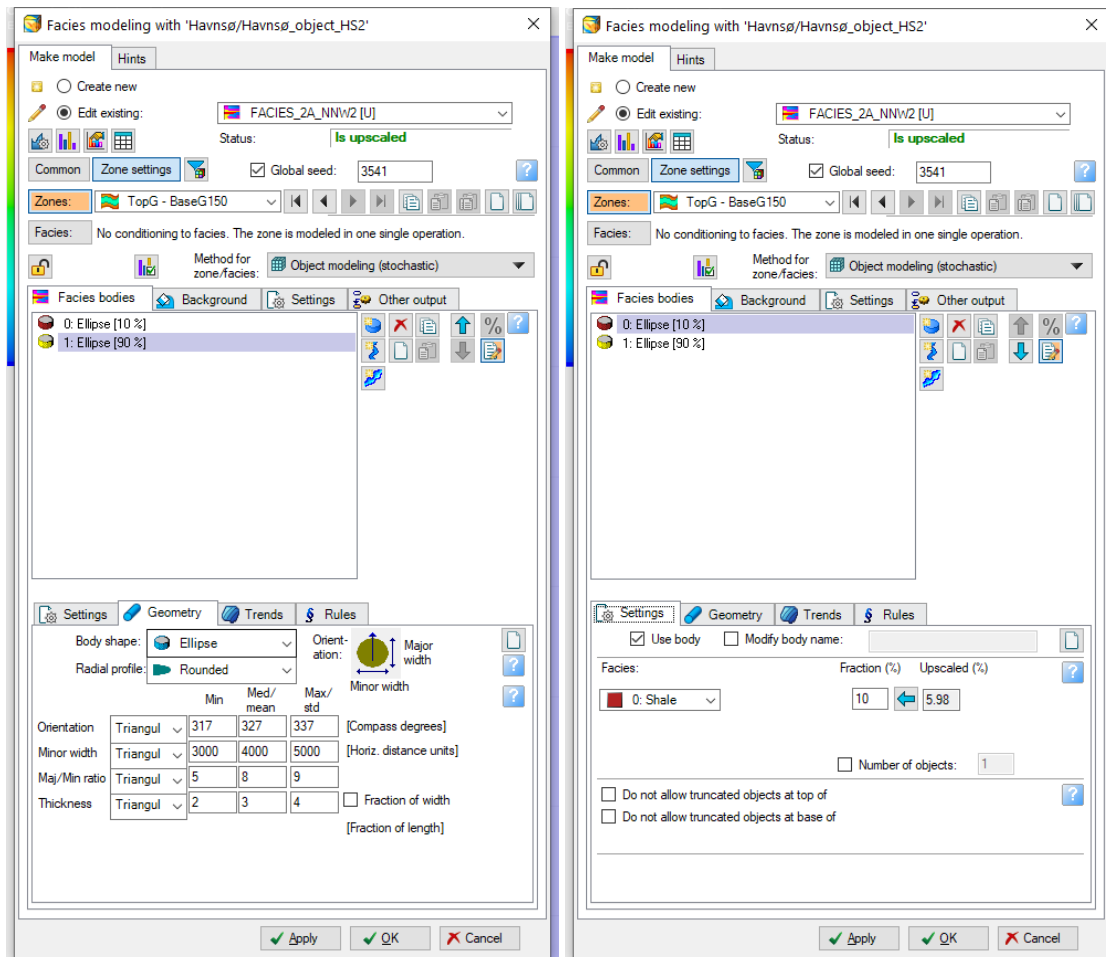 Facies modeling with 'Havnsø/Havnsø_object_HS2'
Make model Hints
Create new
Edit existing: FACIES_2A_NNW2 [U]
Status: Is upscaled
Common Zone settings Global seed: 3541
Zones: TopG - BaseG150
Facies: No conditioning to facies. The zone is modeled in one single operation.
Method for zone/facies: Object modeling (stochastic)
Facies bodies Background Settings Other output
0: Ellipse [10 %]
1: Ellipse [90 %]
%
Settings Geometry Trends Rules
Body shape: Ellipse
Orient-ation:
Major width
Radial profile: Rounded
Minor width
Min Med/mean Max/std
Orientation Triangul 317 327 337 [Compass degrees]
Minor width Triangul 3000 4000 5000 [Horiz. distance units]
Maj/Min ratio Triangul 5 8 9
Thickness Triangul 2 3 4 Fraction of width
[Fraction of length]
Apply OK Cancel
Facies modeling with 'Havnsø/Havnsø_object_HS2'
Make model Hints
Create new
Edit existing: FACIES_2A_NNW2 [U]
Status: Is upscaled
Common Zone settings Global seed: 3541
Zones: TopG - BaseG150
Facies: No conditioning to facies. The zone is modeled in one single operation.
Method for zone/facies: Object modeling (stochastic)
Facies bodies Background Settings Other output
0: Ellipse [10 %]
1: Ellipse [90 %]
%
Settings Geometry Trends Rules
Use body Modify body name:
Facies: Fraction (%) Upscaled (%)
0: Shale 10 5.98
Number of objects: 1
Do not allow truncated objects at top of
Do not allow truncated objects at base of
Apply OK Cancel